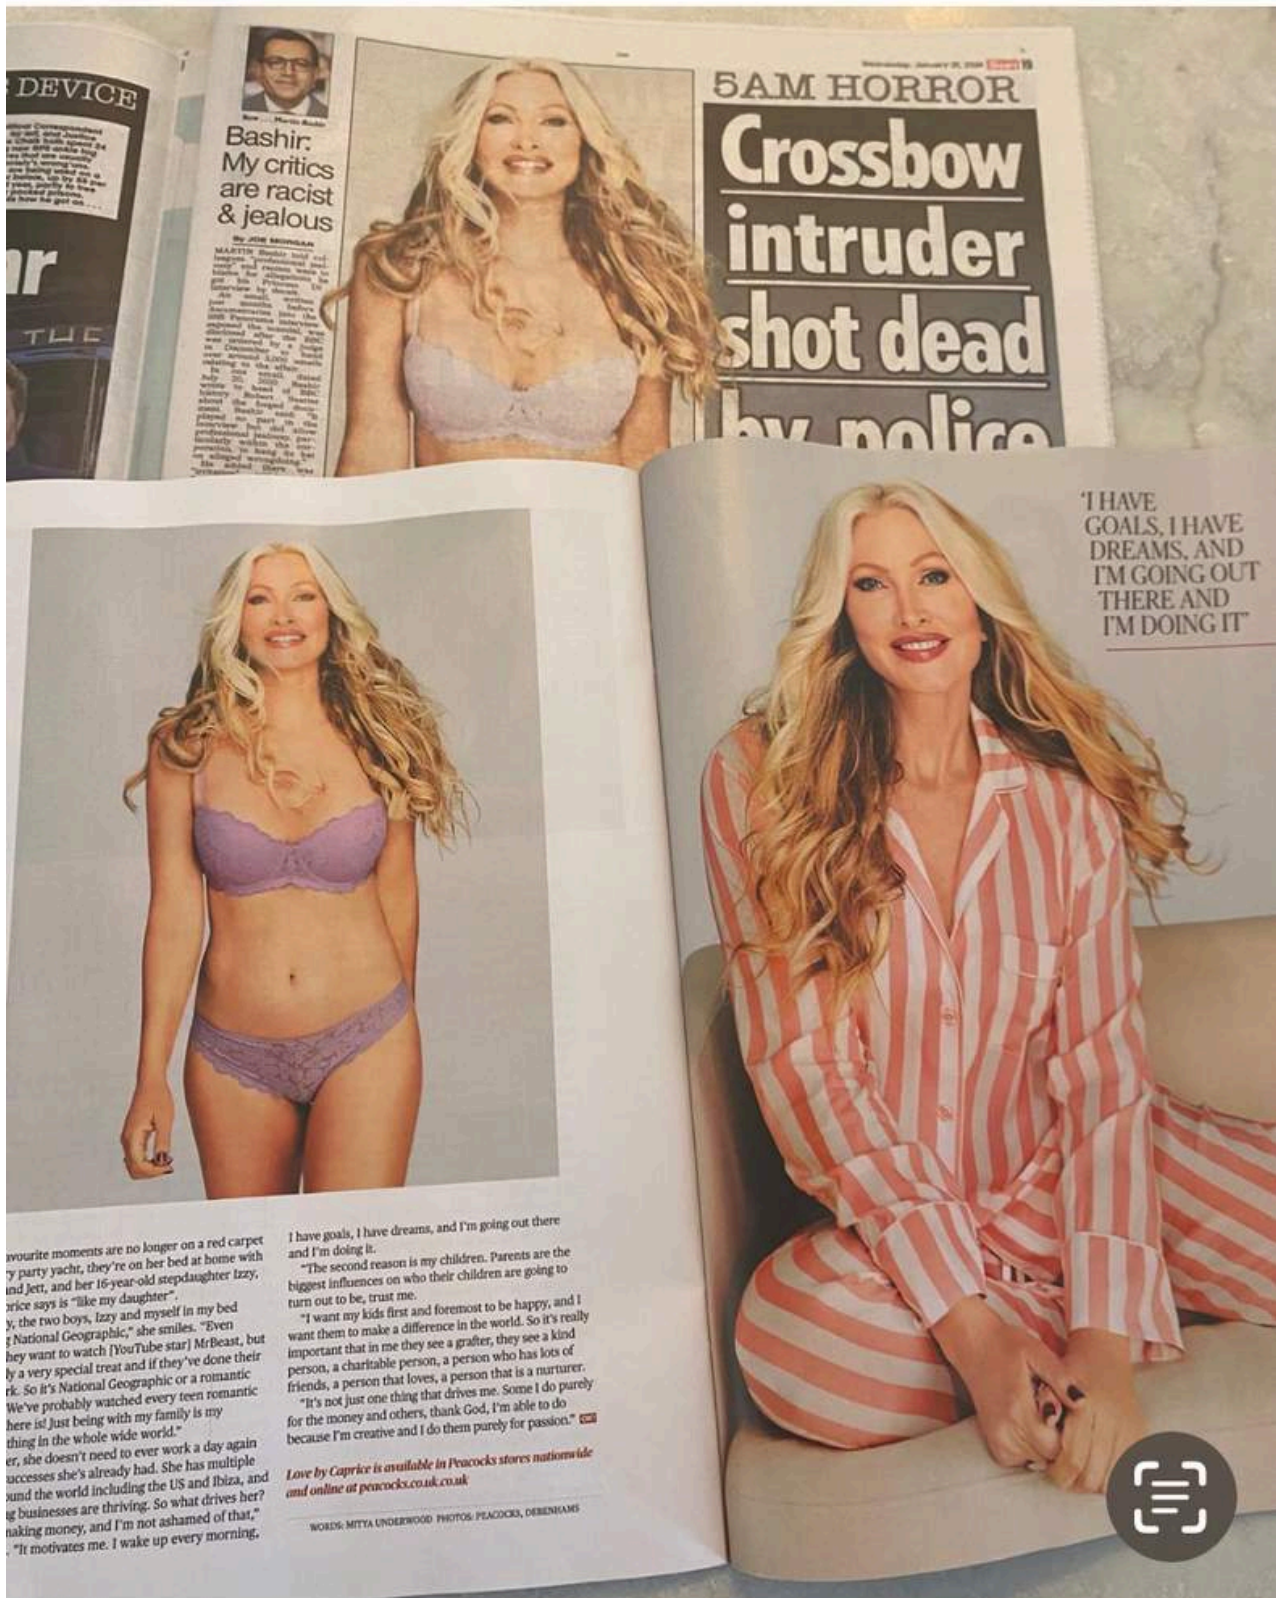 DEVICE
THE
Bashir:
My critics
are racist
& jealous
By JOE MORGAN
5AM HORROR
Crossbow
intruder
shot dead
by police
'I HAVE
GOALS, I HAVE
DREAMS, AND
I'M GOING OUT
THERE AND
I'M DOING IT'
avourite moments are no longer on a red carpet
y party yacht, they're on her bed at home with
nd Jett, and her 16-year-old stepdaughter Izzy,
price says is "like my daughter".
y, the two boys, Izzy and myself in my bed
g National Geographic," she smiles. "Even
hey want to watch [YouTube star] MrBeast, but
ly a very special treat and if they've done their
rk. So it's National Geographic or a romantic
We've probably watched every teen romantic
here is! Just being with my family is my
thing in the whole wide world."
er, she doesn't need to ever work a day again
uccesses she's already had. She has multiple
ound the world including the US and Ibiza, and
g businesses are thriving. So what drives her?
naking money, and I'm not ashamed of that,"
. "It motivates me. I wake up every morning,
I have goals, I have dreams, and I'm going out there
and I'm doing it.
"The second reason is my children. Parents are the
biggest influences on who their children are going to
turn out to be, trust me.
"I want my kids first and foremost to be happy, and I
want them to make a difference in the world. So it's really
important that in me they see a grafter, they see a kind
person, a charitable person, a person who has lots of
friends, a person that loves, a person that is a nurturer.
"It's not just one thing that drives me. Some I do purely
for the money and others, thank God, I'm able to do
because I'm creative and I do them purely for passion."
Love by Caprice is available in Peacocks stores nationwide
and online at peacocks.co.uk.co.uk
WORDS: MITYA UNDERWOOD PHOTOS: PEACOCKS, DEBENHAMS